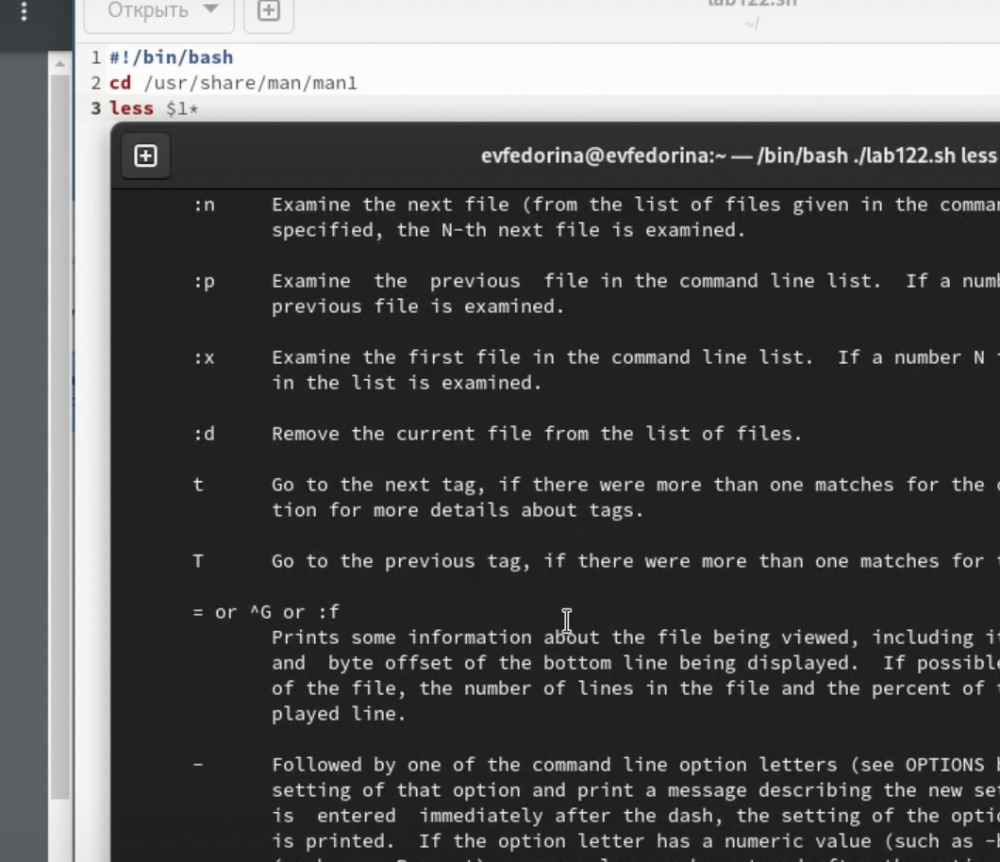 Открыть
lab122.sh
~/
1 #!/bin/bash
2 cd /usr/share/man/man1
3 less $1*
evfedorina@evfedorina:~ — /bin/bash ./lab122.sh less
:n Examine the next file (from the list of files given in the comma
specified, the N-th next file is examined.
:p Examine the previous file in the command line list. If a num
previous file is examined.
:x Examine the first file in the command line list. If a number N
in the list is examined.
:d Remove the current file from the list of files.
t Go to the next tag, if there were more than one matches for the
tion for more details about tags.
T Go to the previous tag, if there were more than one matches for
= or ^G or :f
Prints some information about the file being viewed, including
and byte offset of the bottom line being displayed. If possible
of the file, the number of lines in the file and the percent of
played line.
- Followed by one of the command line option letters (see OPTIONS
setting of that option and print a message describing the new se
is entered immediately after the dash, the setting of the optio
is printed. If the option letter has a numeric value (such as